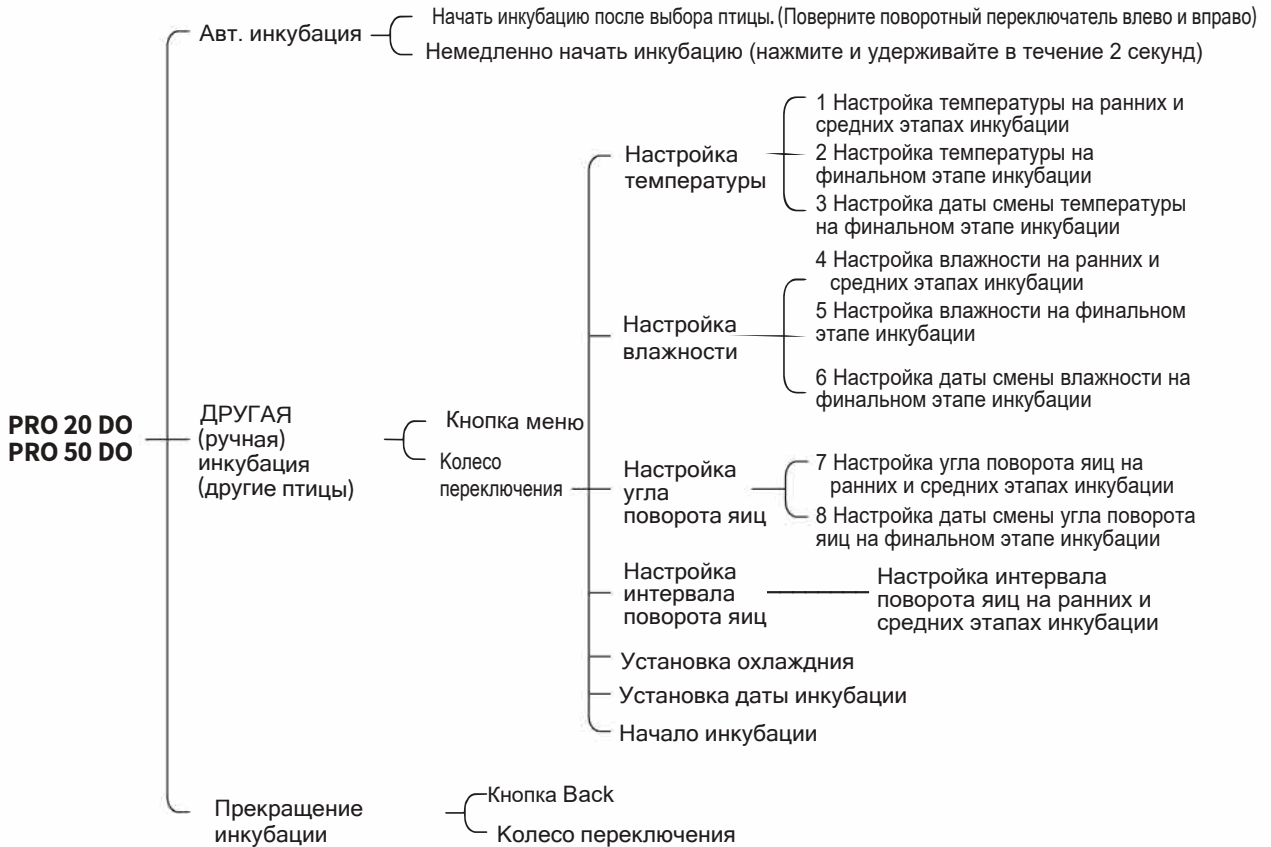 Авт. инкубация
Начать инкубацию после выбора птицы. (Поверните поворотный переключатель влево и вправо)
Немедленно начать инкубацию (нажмите и удерживайте в течение 2 секунд)
PRO 20 DO
PRO 50 DO
ДРУГАЯ
(ручная)
инкубация
(другие птицы)
Кнопка меню
Колесо
переключения
Настройка
температуры
1 Настройка температуры на ранних и
средних этапах инкубации
2 Настройка температуры на
финальном этапе инкубации
3 Настройка даты смены температуры
на финальном этапе инкубации
Настройка
влажности
4 Настройка влажности на ранних и
средних этапах инкубации
5 Настройка влажности на финальном
этапе инкубации
6 Настройка даты смены влажности на
финальном этапе инкубации
Настройка
угла
поворота яиц
7 Настройка угла поворота яиц на
ранних и средних этапах инкубации
8 Настройка даты смены угла поворота
яиц на финальном этапе инкубации
Настройка
интервала
поворота яиц
Настройка интервала
поворота яиц на ранних и
средних этапах инкубации
Установка охлаждния
Установка даты инкубации
Начало инкубации
Прекращение
инкубации
Кнопка Back
Колесо переключения